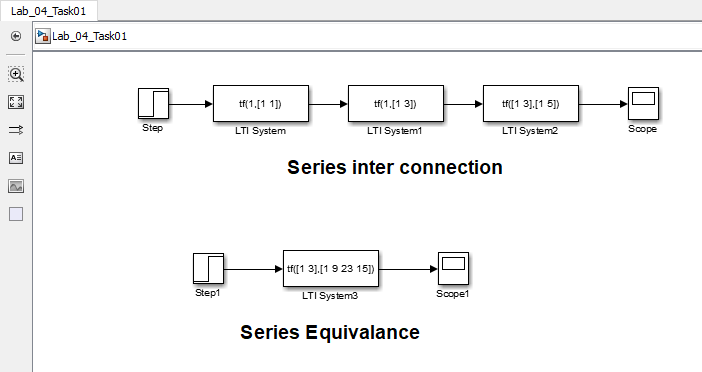 Lab_04_Task01
Lab_04_Task01
tf(1,[1 1])
tf(1,[1 3])
tf([1 3],[1 5])
Step
LTI System
LTI System1
LTI System2
Scope
Series inter connection
tf([1 3],[1 9 23 15])
Step1
LTI System3
Scope1
Series Equivalance